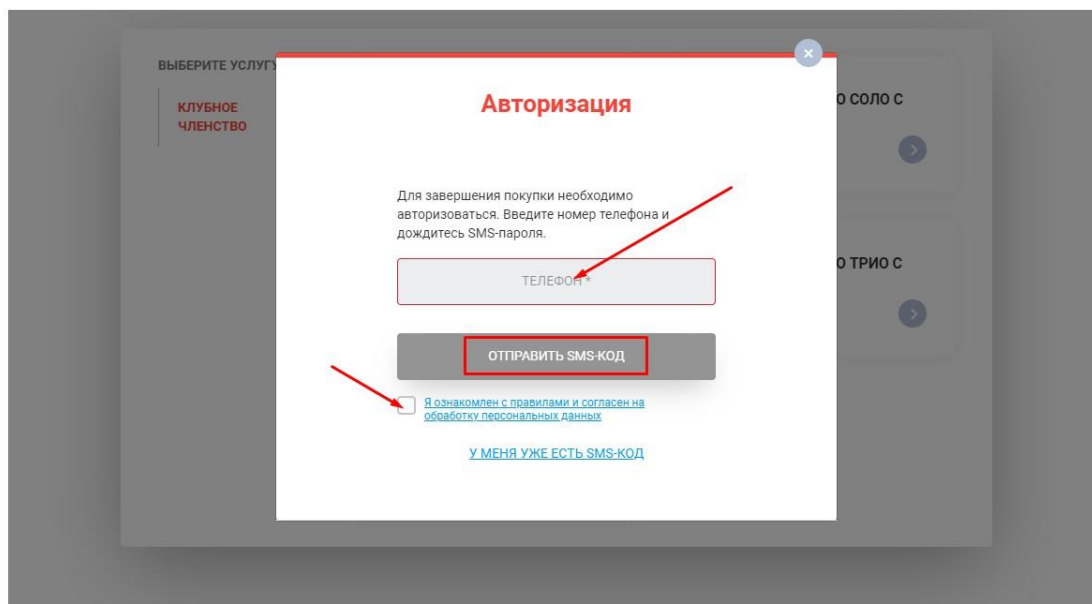 ВЫБЕРИТЕ УСЛУГУ
КЛУБНОЕ
ЧЛЕНСТВО
Авторизация
Для завершения покупки необходимо
авторизоваться. Введите номер телефона и
дождитесь SMS-пароля.
ТЕЛЕФОН *
ОТПРАВИТЬ SMS-КОД
Я ознакомлен с правилами и согласен на
обработку персональных данных
У МЕНЯ УЖЕ ЕСТЬ SMS-КОД
О СОЛО С
О ТРИО С